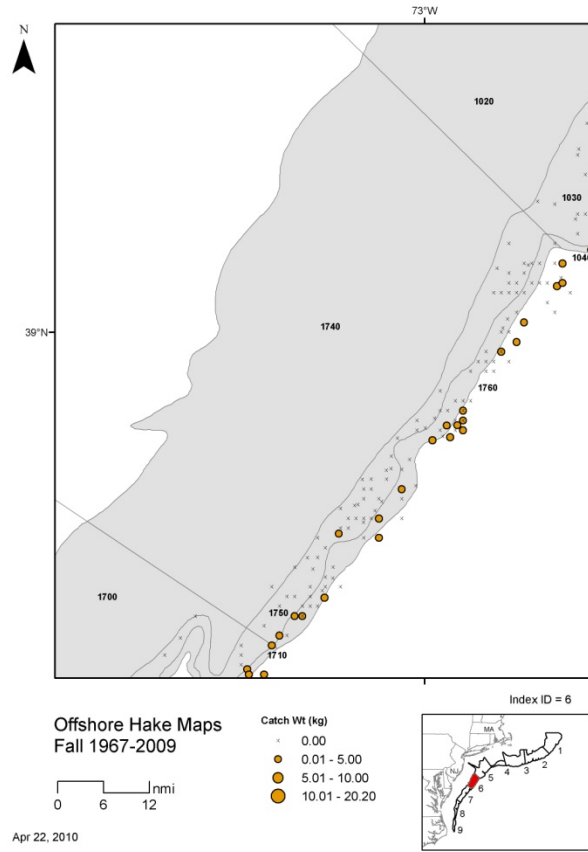 N
73°W
1020
1030
1040
39°N
1740
1760
1700
1750
1710
Index ID = 6
Offshore Hake Maps
Fall 1967-2009
Catch Wt (kg)
0.00
0.01 - 5.00
5.01 - 10.00
10.01 - 20.20
nmi
0 6 12
Apr 22, 2010
MA
NJ
1
2
3
4
5
6
7
8
9